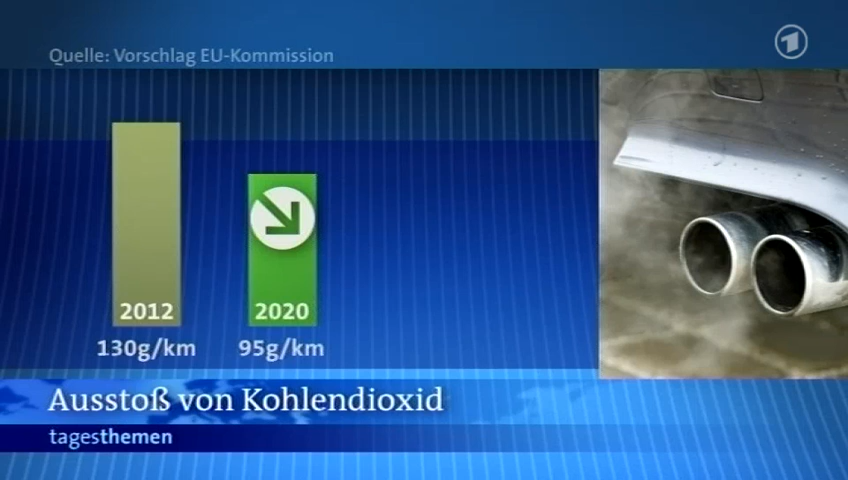 Quelle: Vorschlag EU-Kommission
1
2012
2020
130g/km
95g/km
Ausstoß von Kohlendioxid
tagesthemen